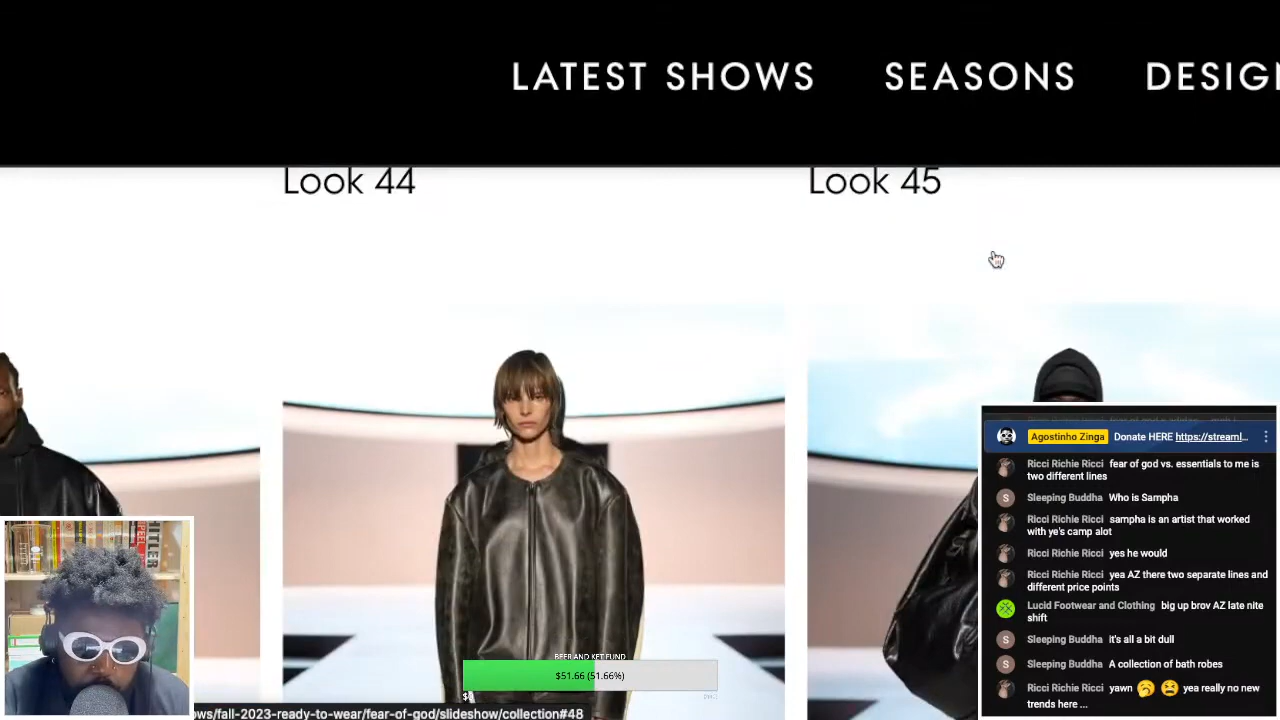 LATEST SHOWS SEASONS
Look 44
Look 45
Agostinho Zinga Donate HERE https://streaml...
Ricci Richie Ricci fear of god vs. essentials to me is
two different lines
S Sleeping Buddha Who is Sampha
Ricci Richie Ricci sampha is an artist that worked
with ye's camp alot
Ricci Richie Ricci yes he would
Ricci Richie Ricci yea AZ there two separate lines and
different price points
Lucid Footwear and Clothing big up brov AZ late nite
shift
S Sleeping Buddha it's all a bit dull
S Sleeping Buddha A collection of bath robes
Ricci Richie Ricci yawn 🥱 😫 yea really no new
trends here ...
BEER AND KET FUND
$51.66 (51.66%)
ws/fall-2023-ready-to-wear/fear-of-god/slideshow/collection#48